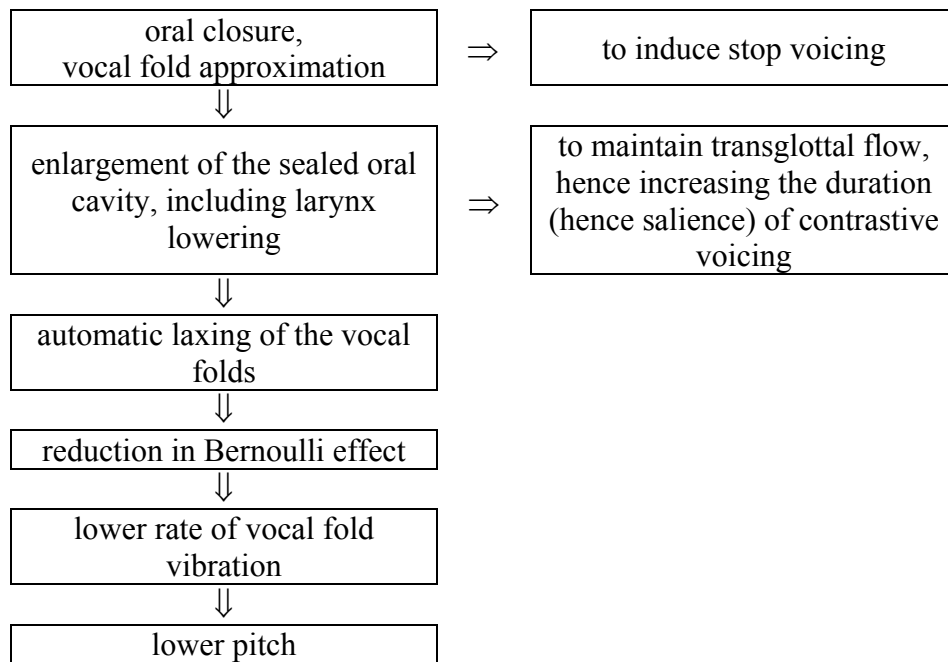 oral closure,
vocal fold approximation
⇒
to induce stop voicing
⇓
enlargement of the sealed oral
cavity, including larynx
lowering
⇒
to maintain transglottal flow,
hence increasing the duration
(hence salience) of contrastive
voicing
⇓
automatic laxing of the vocal
folds
⇓
reduction in Bernoulli effect
⇓
lower rate of vocal fold
vibration
⇓
lower pitch